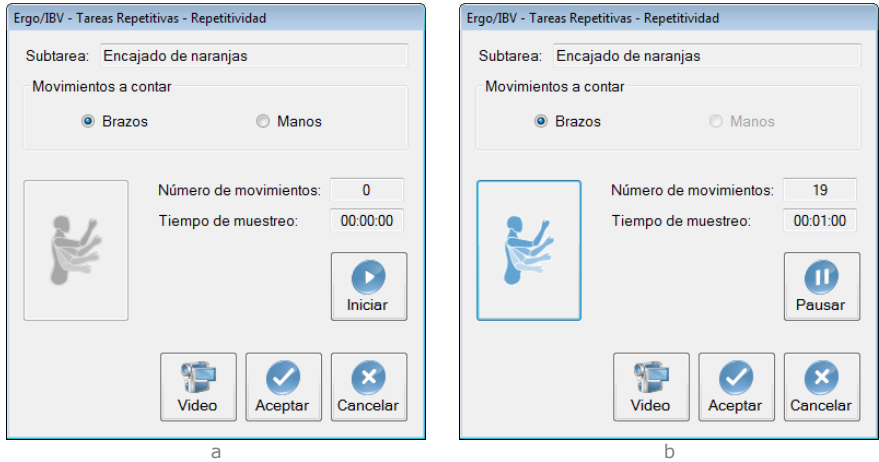 Ergo/IBV - Tareas Repetitivas - Repetitividad
Subtarea: Encajado de naranjas
Movimientos a contar
Brazos Manos
Número de movimientos: 0
Tiempo de muestreo: 00:00:00
Iniciar
Video Aceptar Cancelar
a
Ergo/IBV - Tareas Repetitivas - Repetitividad
Subtarea: Encajado de naranjas
Movimientos a contar
Brazos Manos
Número de movimientos: 19
Tiempo de muestreo: 00:01:00
Pausar
Video Aceptar Cancelar
b